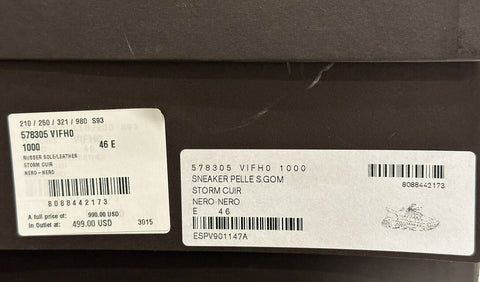 210 / 250 / 321 / 980 S93
578305 VIFH0
1000 46 E
RUBBER SOLE/LEATHER
STORM CUIR
NERO-NERO
8088442173
A full price of: 990.00 USD
In Outlet at: 499.00 USD 3015
578305 VIFH0 1000
SNEAKER PELLE S.GOM
STORM CUIR
NERO-NERO
E 46
ESPV901147A
8088442173